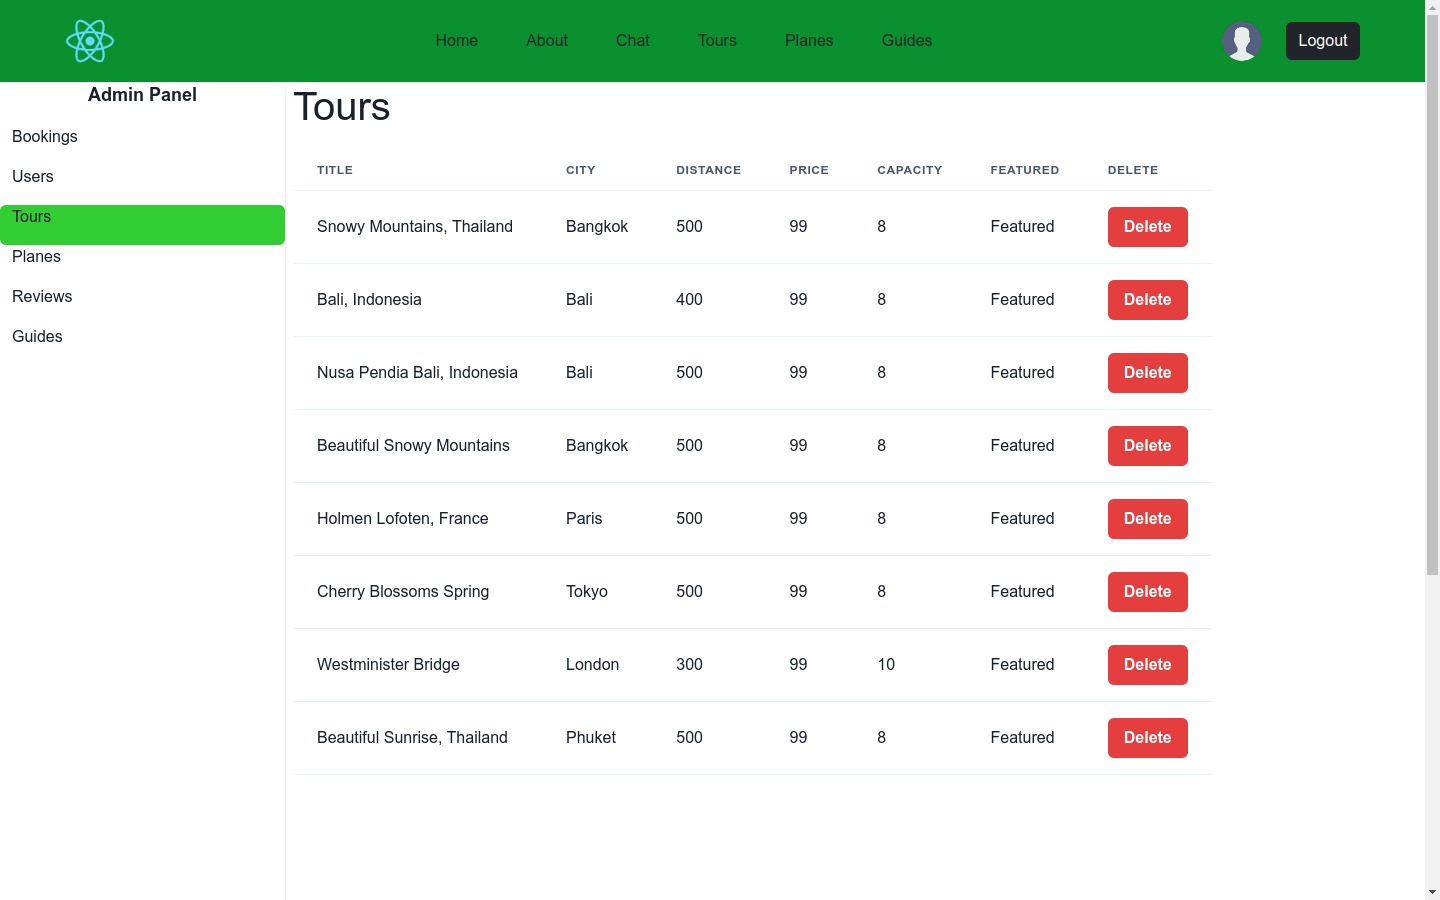 Home About Chat Tours Planes Guides Logout
Admin Panel
Bookings
Users
Tours
Planes
Reviews
Guides
Tours
TITLE CITY DISTANCE PRICE CAPACITY FEATURED DELETE
Snowy Mountains, Thailand Bangkok 500 99 8 Featured Delete
Bali, Indonesia Bali 400 99 8 Featured Delete
Nusa Pendia Bali, Indonesia Bali 500 99 8 Featured Delete
Beautiful Snowy Mountains Bangkok 500 99 8 Featured Delete
Holmen Lofoten, France Paris 500 99 8 Featured Delete
Cherry Blossoms Spring Tokyo 500 99 8 Featured Delete
Westminister Bridge London 300 99 10 Featured Delete
Beautiful Sunrise, Thailand Phuket 500 99 8 Featured Delete